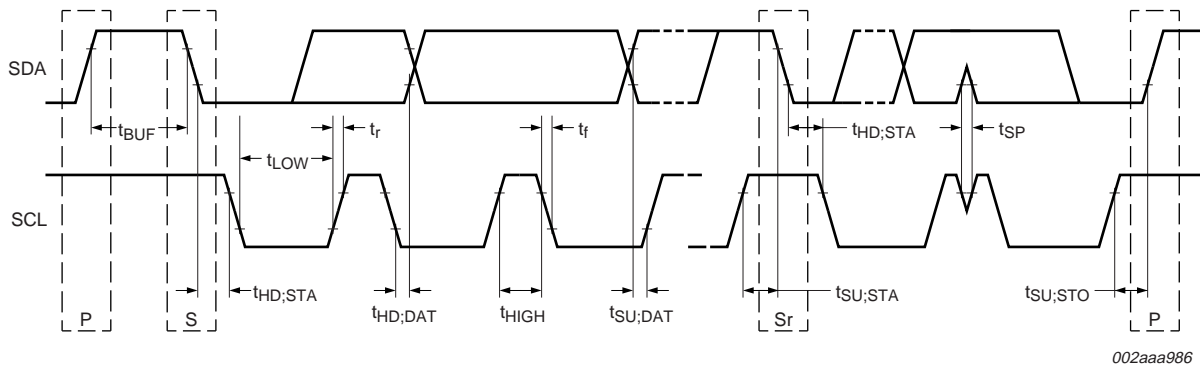 SDA
tBUF
tLOW
tr
tf
tHD;STA
tSP
SCL
tHD;STA
tHD;DAT
tHIGH
tSU;DAT
tSU;STA
tSU;STO
P
S
Sr
P
002aaa986